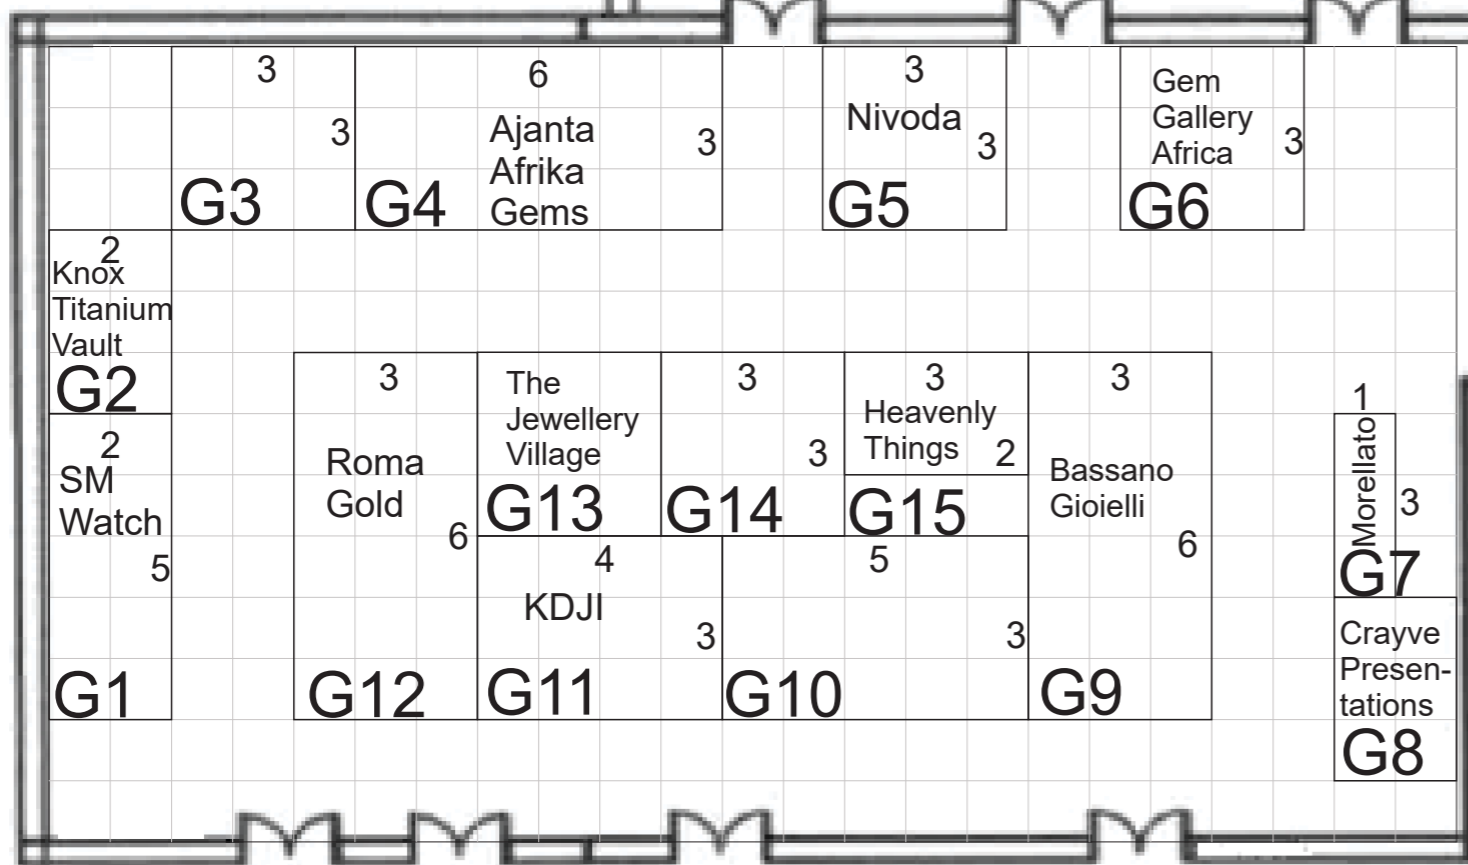 3
3
G3
6
Ajanta
Afrika
Gems
3
G4
3
Nivoda
3
G5
Gem
Gallery
Africa
3
G6
2
Knox
Titanium
Vault
G2
2
SM
Watch
5
G1
3
Roma
Gold
6
G12
The
Jewellery
Village
G13
3
3
G14
3
Heavenly
Things 2
G15
3
Bassano
Gioielli
6
G9
4
KDJI
3
G11
5
3
G10
1
Morellato
3
G7
Crayve
Presen-
tations
G8